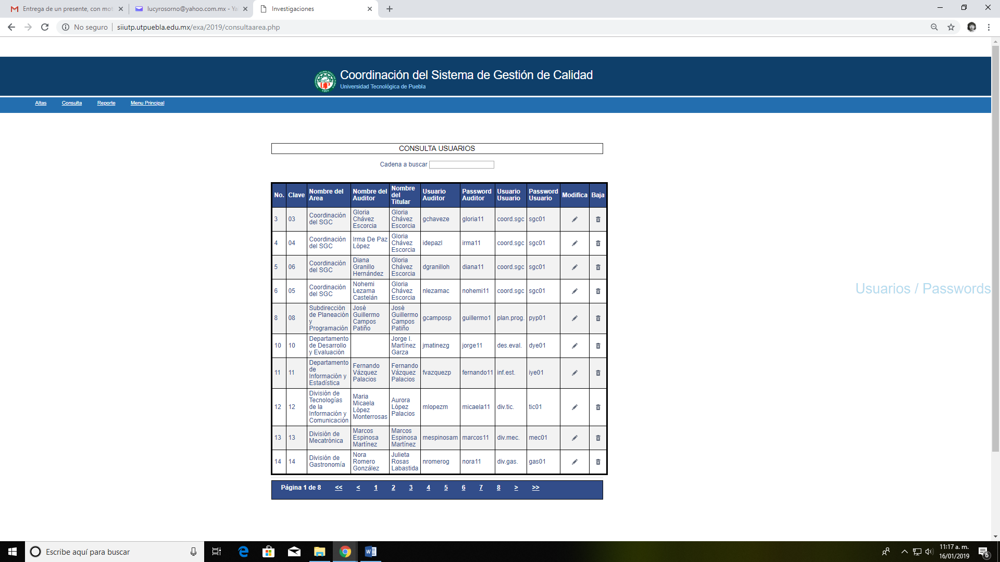 Entrega de un presente, con mot
lucyrosorno@yahoo.com.mx - Ya
Investigaciones
No seguro
siiutp.utpuebla.edu.mx/exa/2019/consultaarea.php
Coordinación del Sistema de Gestión de Calidad
Universidad Tecnológica de Puebla
Altas Consulta Reporte Menu Principal
CONSULTA USUARIOS
Cadena a buscar
No. Clave Nombre del Area Nombre del Auditor Nombre del Titular Usuario Auditor Password Auditor Usuario Usuario Password Usuario Modifica Baja
3 03 Coordinación del SGC Gloria Chávez Escorcia Gloria Chávez Escorcia gchaveze gloria11 coord.sgc sgc01
4 04 Coordinación del SGC Irma De Paz López Gloria Chávez Escorcia idepazl irma11 coord.sgc sgc01
5 06 Coordinación del SGC Diana Granillo Hernández Gloria Chávez Escorcia dgranilloh diana11 coord.sgc sgc01
6 05 Coordinación del SGC Nohemi Lezama Castelán Gloria Chávez Escorcia nlezamac nohemi11 coord.sgc sgc01
8 08 Subdirección de Planeación y Programación José Guillermo Campos Patiño José Guillermo Campos Patiño gcamposp guillermo1 plan.prog. pyp01
10 10 Departamento de Desarrollo y Evaluación Jorge I. Martínez Garza jmatinezg jorge11 des.eval. dye01
11 11 Departamento de Información y Estadística Fernando Vázquez Palacios Fernando Vázquez Palacios fvazquezp fernando11 inf.est. iye01
12 12 División de Tecnologías de la Información y Comunicación Maria Micaela López Monterrosas Aurora López Palacios mlopezm micaela11 div.tic. tic01
13 13 División de Mecatrónica Marcos Espinosa Martínez Marcos Espinosa Martínez mespinosam marcos11 div.mec. mec01
14 14 División de Gastronomía Nora Romero González Julieta Rosas Labastida nromerog nora11 div.gas. gas01
Página 1 de 8 << < 1 2 3 4 5 6 7 8 > >>
Usuarios / Passwords
Escribe aquí para buscar
11:17 a. m.
16/01/2019
6